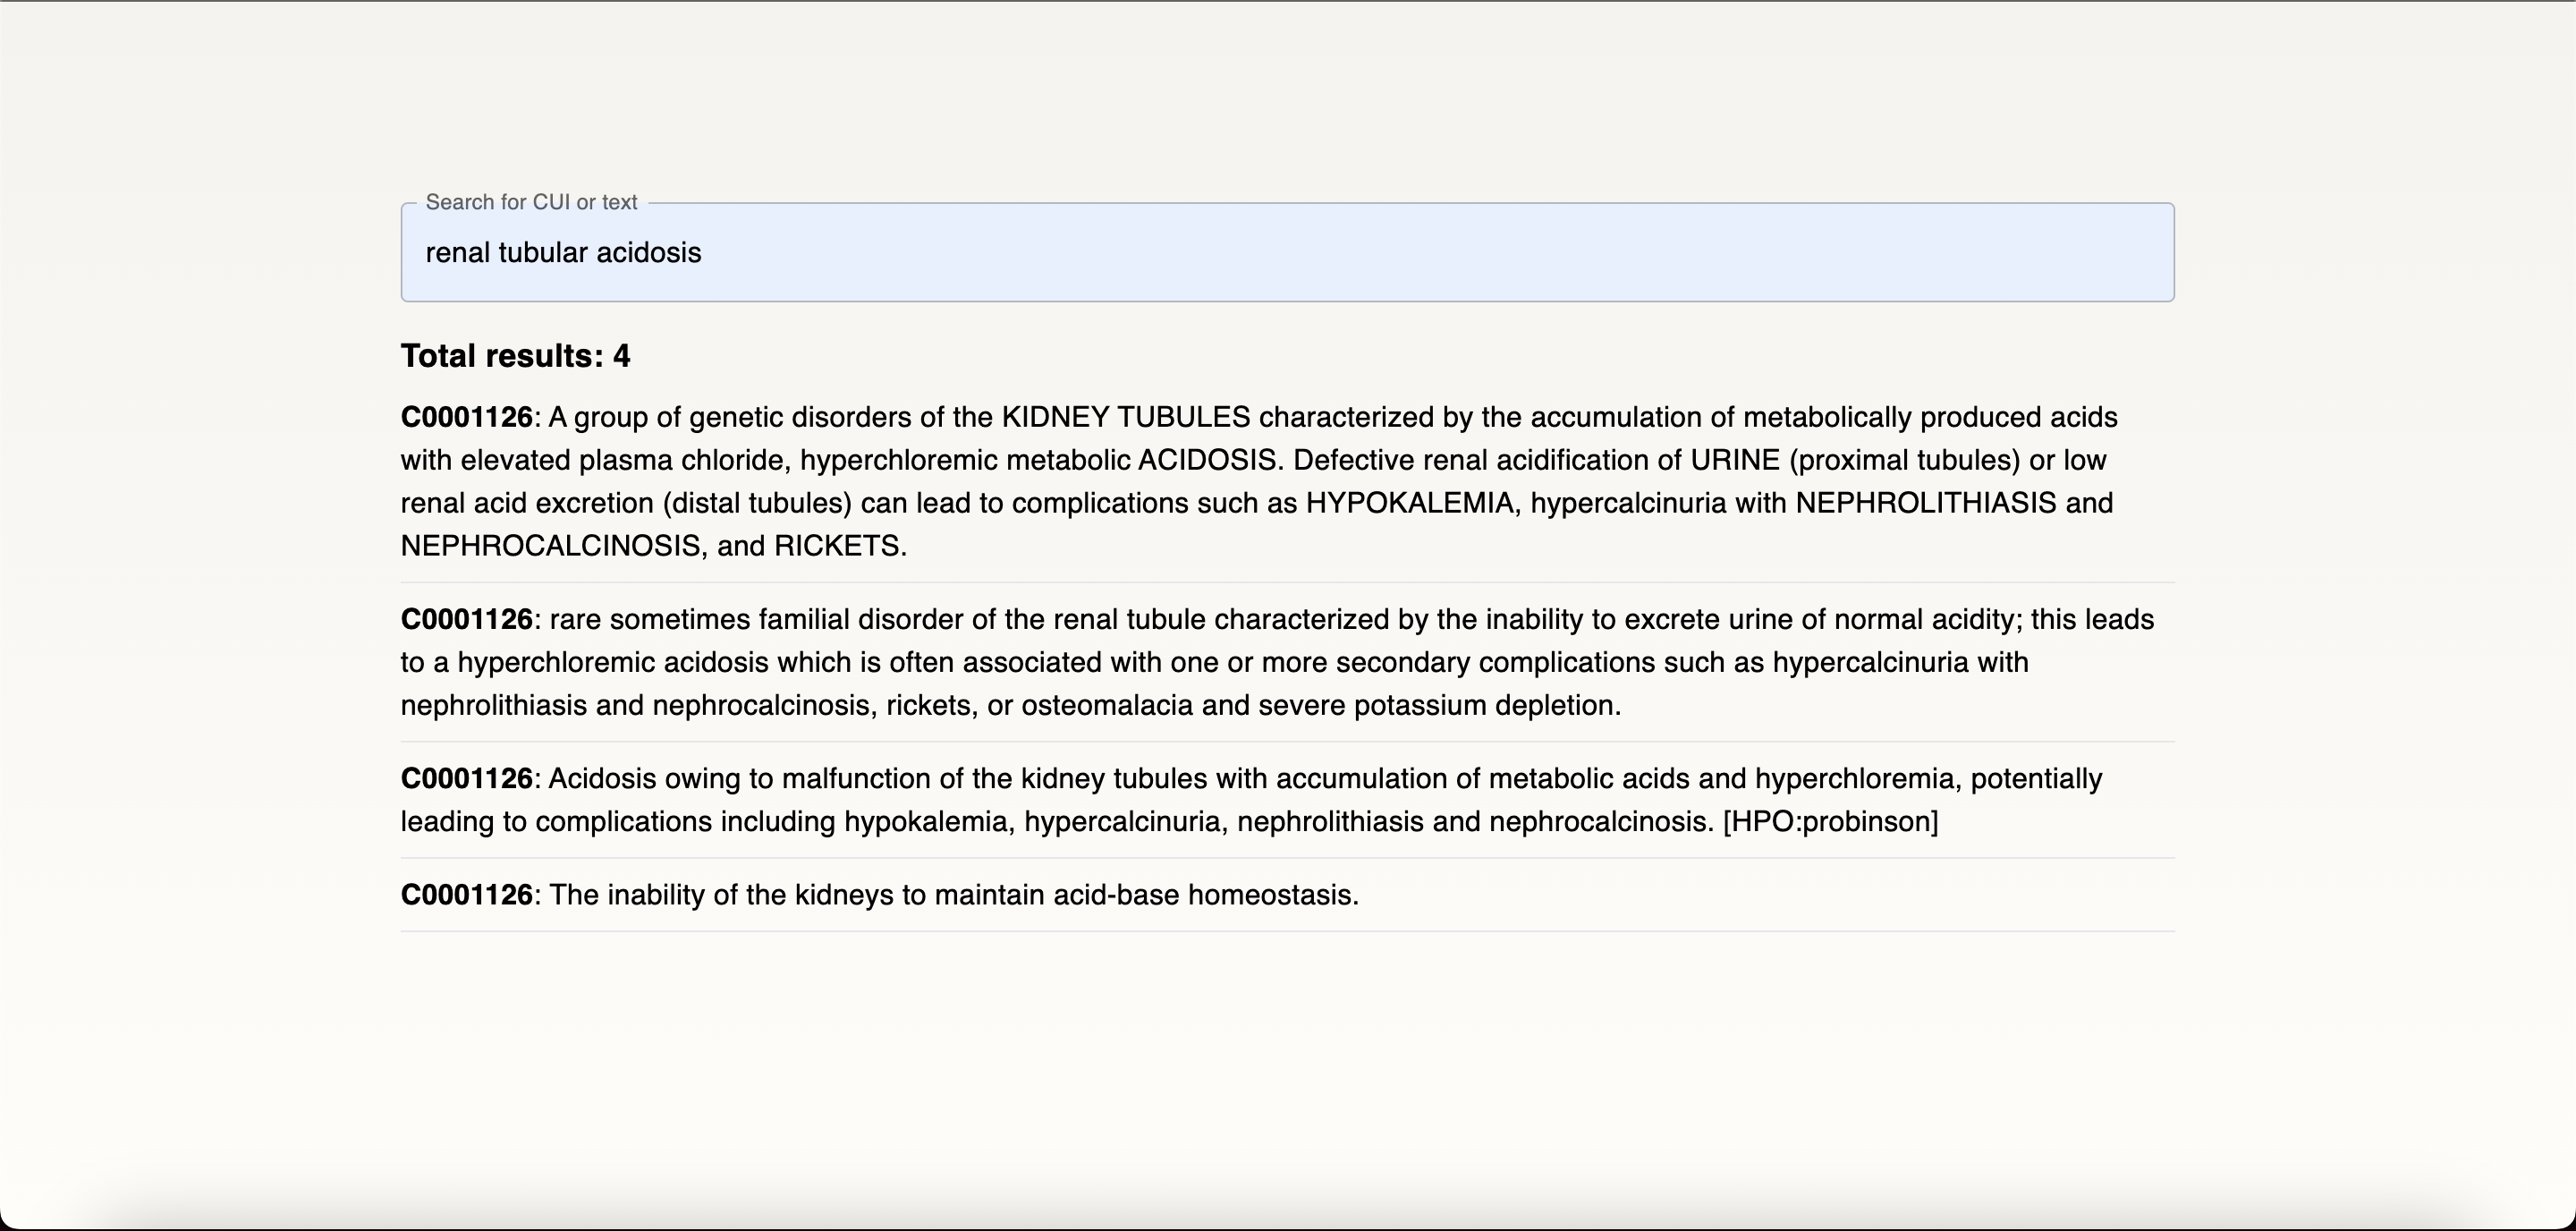 Search for CUI or text
renal tubular acidosis
Total results: 4
C0001126: A group of genetic disorders of the KIDNEY TUBULES characterized by the accumulation of metabolically produced acids
with elevated plasma chloride, hyperchloremic metabolic ACIDOSIS. Defective renal acidification of URINE (proximal tubules) or low
renal acid excretion (distal tubules) can lead to complications such as HYPOKALEMIA, hypercalcinuria with NEPHROLITHIASIS and
NEPHROCALCINOSIS, and RICKETS.
C0001126: rare sometimes familial disorder of the renal tubule characterized by the inability to excrete urine of normal acidity; this leads
to a hyperchloremic acidosis which is often associated with one or more secondary complications such as hypercalcinuria with
nephrolithiasis and nephrocalcinosis, rickets, or osteomalacia and severe potassium depletion.
C0001126: Acidosis owing to malfunction of the kidney tubules with accumulation of metabolic acids and hyperchloremia, potentially
leading to complications including hypokalemia, hypercalcinuria, nephrolithiasis and nephrocalcinosis. [HPO:probinson]
C0001126: The inability of the kidneys to maintain acid-base homeostasis.